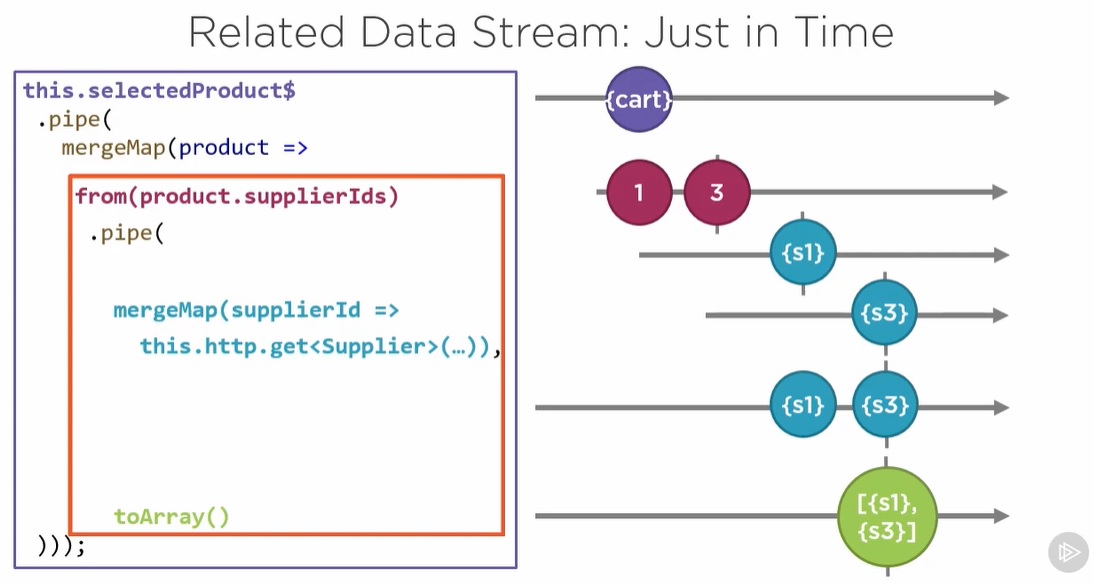 Related Data Stream: Just in Time
this.selectedProduct$
.pipe(
mergeMap(product =>
from(product.supplierIds)
.pipe(
mergeMap(supplierId =>
this.http.get<Supplier>(…)),
toArray()
)));
{cart}
1 3
{s1}
{s3}
{s1} {s3}
[{s1},
{s3}]